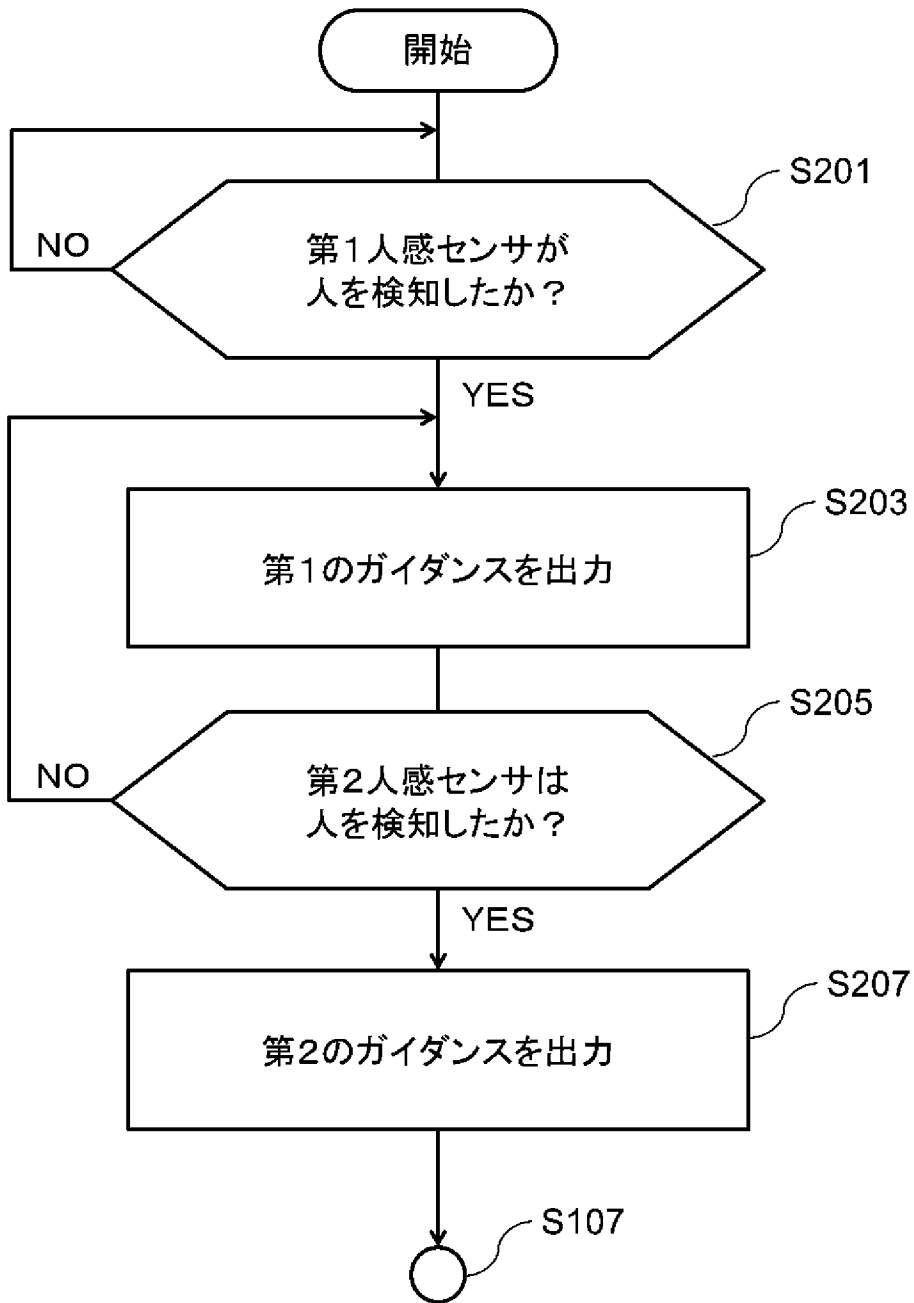 開始
S201
NO
第1人感センサが
人を検知したか？
YES
S203
第1のガイダンスを出力
S205
NO
第2人感センサは
人を検知したか？
YES
S207
第2のガイダンスを出力
S107